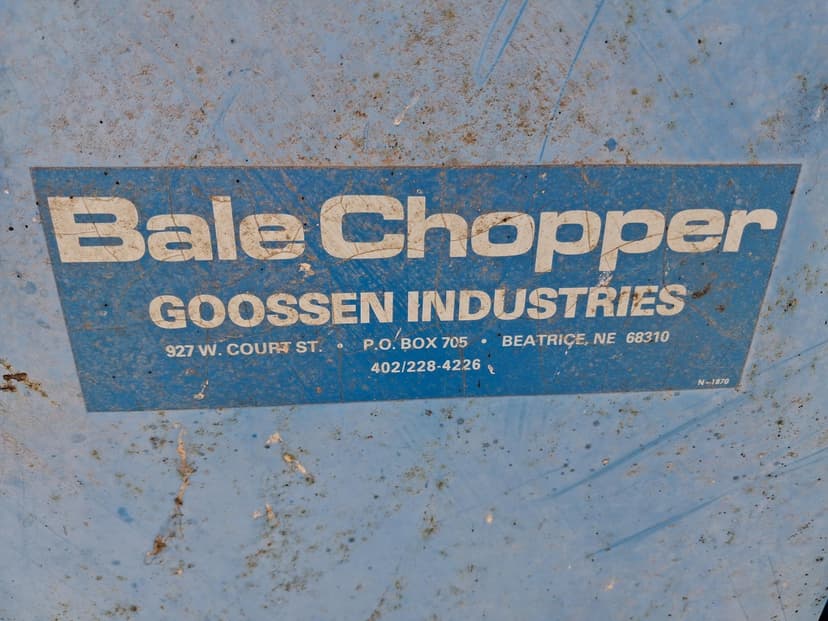 Bale Chopper
GOOSSEN INDUSTRIES
927 W. COURT ST. • P.O. BOX 705 • BEATRICE, NE 68310
402/228-4226
N-1870